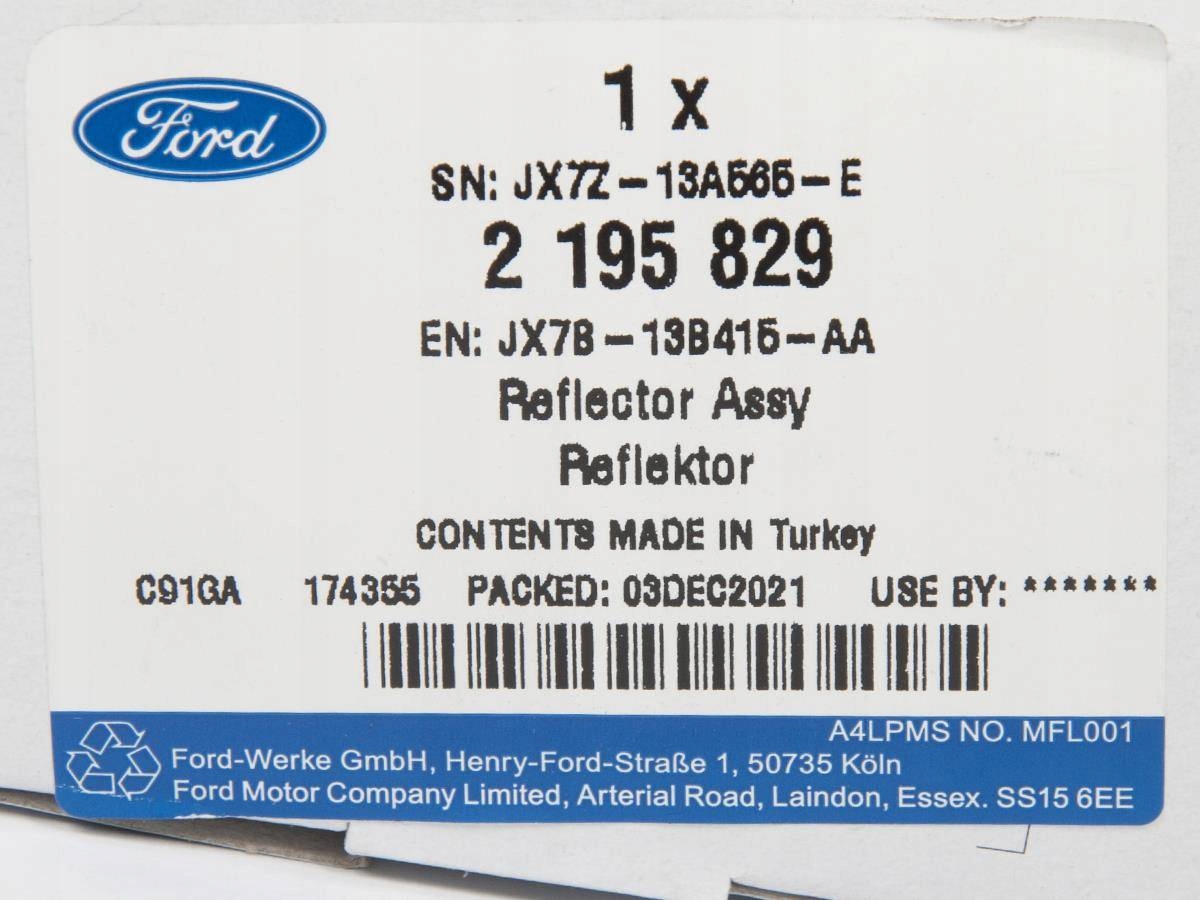 Ford
1 x
SN: JX7Z-13A565-E
2 195 829
EN: JX7B-13B415-AA
Reflector Assy
Reflektor
CONTENTS MADE IN Turkey
C91GA 174355 PACKED: 03DEC2021 USE BY: *******
A4LPMS NO. MFL001
Ford-Werke GmbH, Henry-Ford-Straße 1, 50735 Köln
Ford Motor Company Limited, Arterial Road, Laindon, Essex. SS15 6EE